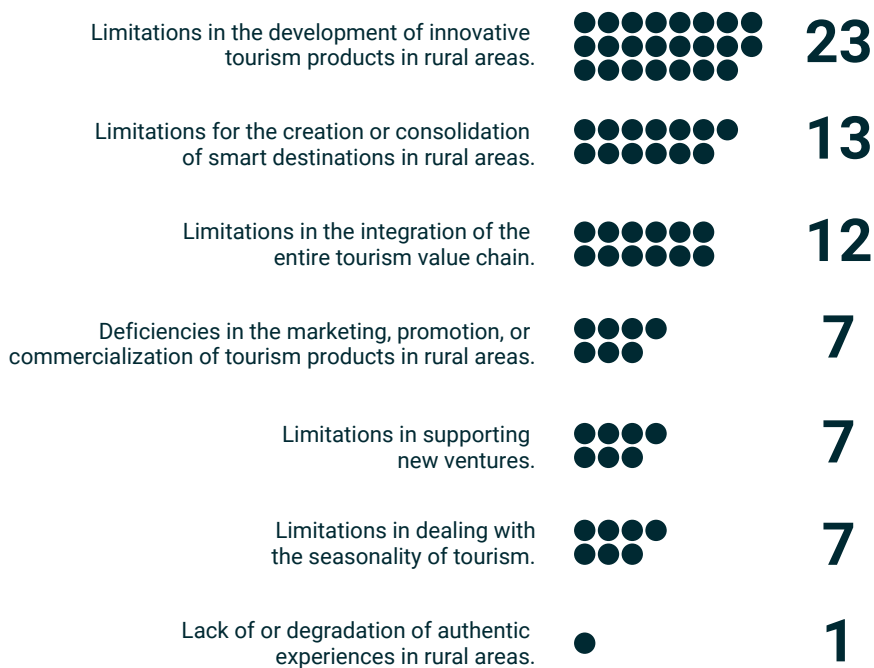 Limitations in the development of innovative
tourism products in rural areas.
23
Limitations for the creation or consolidation
of smart destinations in rural areas.
13
Limitations in the integration of the
entire tourism value chain.
12
Deficiencies in the marketing, promotion, or
commercialization of tourism products in rural areas.
7
Limitations in supporting
new ventures.
7
Limitations in dealing with
the seasonality of tourism.
7
Lack of or degradation of authentic
experiences in rural areas.
1